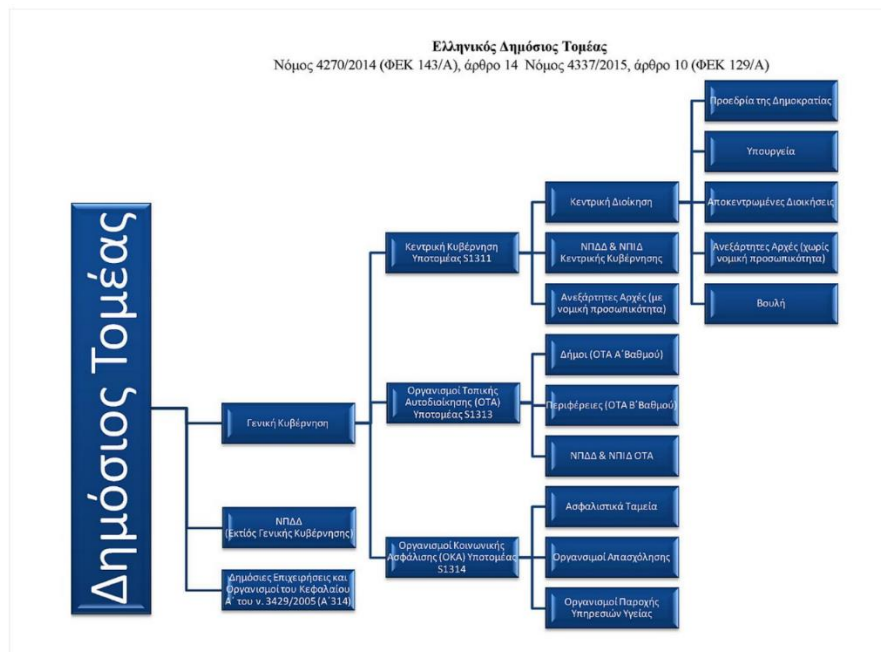 Ελληνικός Δημόσιος Τομέας
Νόμος 4270/2014 (ΦΕΚ 143/Α), άρθρο 14 Νόμος 4337/2015, άρθρο 10 (ΦΕΚ 129/Α)
Δημόσιος Τομέας
Γενική Κυβέρνηση
ΝΠΔΔ
(Εκτίός Γενικής Κυβέρνησης)
Δημόσιες Επιχειρήσεις και
Οργανισμοί του Κεφαλαίου
Α΄ του ν. 3429/2005 (Α΄314)
Κεντρική Κυβέρνηση
Υποτομέας S1311
Οργανισμοί Τοπικής
Αυτοδιοίκησης (ΟΤΑ)
Υποτομέας S1313
Οργανισμοί Κοινωνικής
Ασφάλισης (ΟΚΑ) Υποτομέας
S1314
Κεντρική Διοίκηση
ΝΠΔΔ & ΝΠΙΔ
Κεντρικής Κυβέρνησης
Ανεξάρτητες Αρχές (με
νομική προσωπικότητα)
Δήμοι (ΟΤΑ Α΄Βαθμού)
Περιφέρειες (ΟΤΑ Β΄Βαθμού)
ΝΠΔΔ & ΝΠΙΔ ΟΤΑ
Ασφαλιστικά Ταμεία
Οργανσιμοί Απασχόλησης
Οργανισμοί Παροχής
Υπηρεσιών Υγείας
Προεδρία της Δημοκρατίας
Υπουργεία
Αποκεντρωμένες Διοικήσεις
Ανεξάρτητες Αρχές (χωρίς
νομική προσωπικότητα)
Βουλή